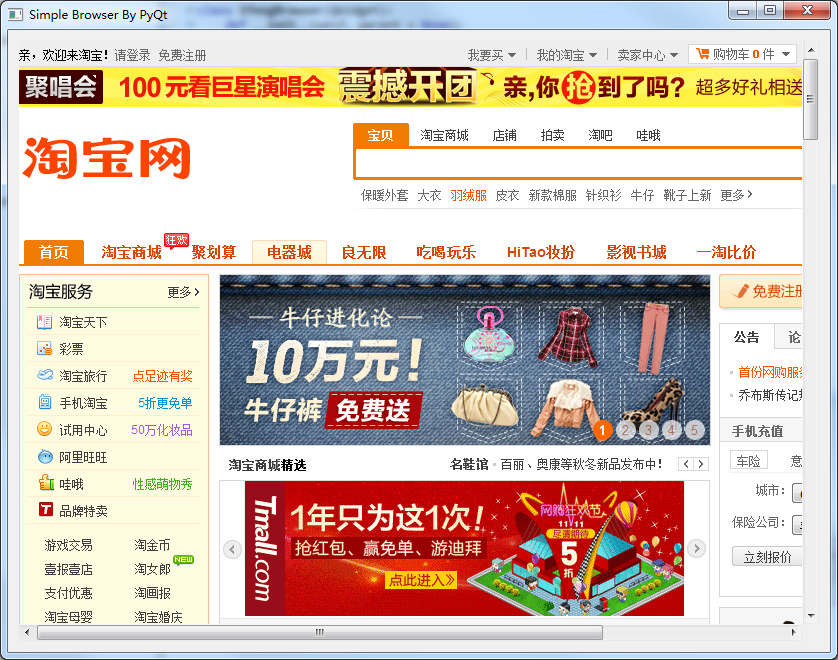 Simple Browser By PyQt
亲，欢迎来淘宝！请登录 免费注册 我要买 我的淘宝 卖家中心 购物车 0 件
聚唱会 100元看巨星演唱会 震撼开团 亲,你抢到了吗? 超多好礼相送
淘宝网
宝贝 淘宝商城 店铺 拍卖 淘吧 哇哦
保暖外套 大衣 羽绒服 皮衣 新款棉服 针织衫 牛仔 靴子上新 更多
狂欢
首页 淘宝商城 聚划算 电器城 良无限 吃喝玩乐 HiTao妆扮 影视书城 一淘比价
淘宝服务 更多
淘宝天下
彩票
淘宝旅行 点足迹有奖
手机淘宝 5折更免单
试用中心 50万化妆品
阿里旺旺
哇哦 性感萌物秀
品牌特卖
游戏交易 淘金币
壹报壹店 淘女郎 NEW
支付优惠 淘画报
淘宝母婴 淘宝婚庆
— 牛仔进化论 —
10万元！
牛仔裤 免费送
1 2 3 4 5
淘宝商城精选 名鞋馆 百丽、奥康等秋冬新品发布中！
Tmall.com
1年只为这1次！
抢红包、赢免单、游迪拜
点此进入》
网购狂欢节
11/11
尽情期待
5
折
免费注册
公告 论
首份网购服务
乔布斯传记
手机充值
车险 意
城市：
保险公司：
立刻报价